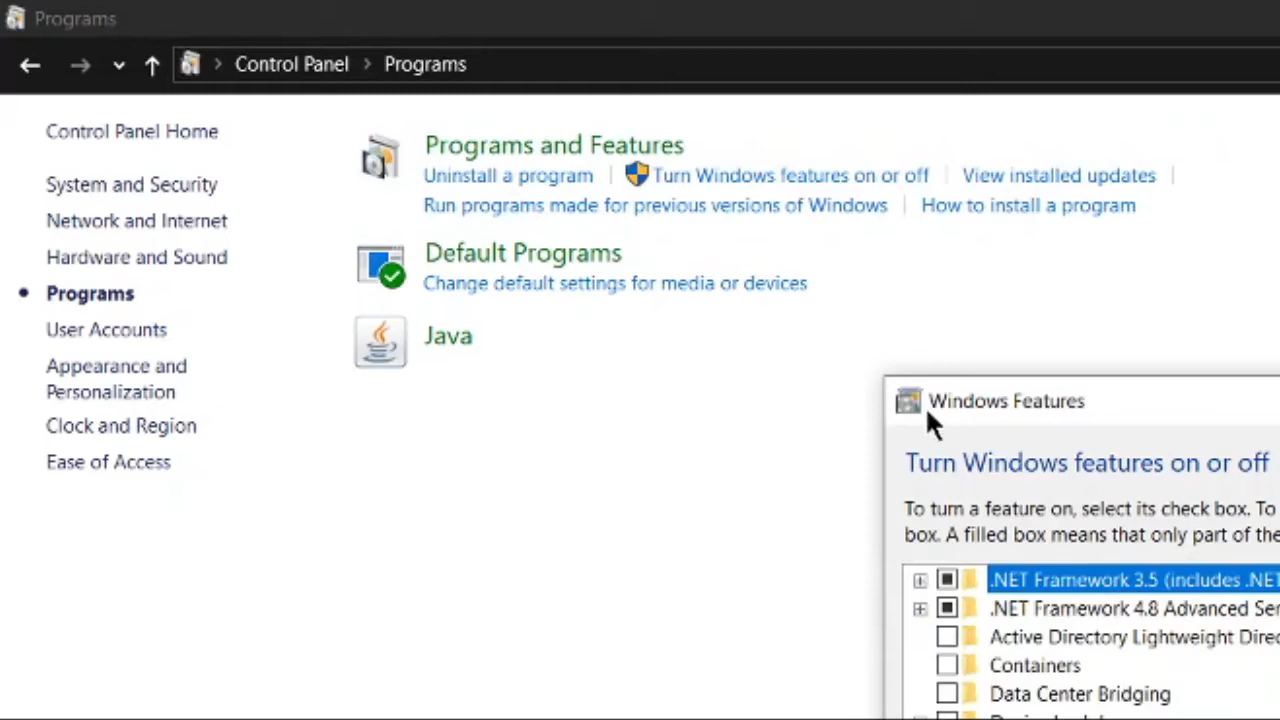 Programs
Control Panel > Programs
Control Panel Home
System and Security
Network and Internet
Hardware and Sound
Programs
User Accounts
Appearance and
Personalization
Clock and Region
Ease of Access
Programs and Features
Uninstall a program | Turn Windows features on or off | View installed updates |
Run programs made for previous versions of Windows | How to install a program
Default Programs
Change default settings for media or devices
Java
Windows Features
Turn Windows features on or off
To turn a feature on, select its check box. To
box. A filled box means that only part of the
.NET Framework 3.5 (includes .NET
.NET Framework 4.8 Advanced Ser
Active Directory Lightweight Direc
Containers
Data Center Bridging